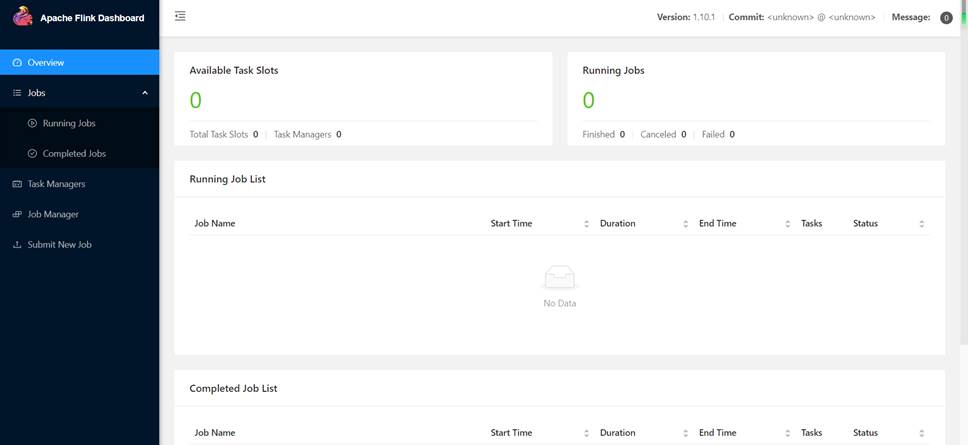 Apache Flink Dashboard
Version: 1.10.1 Commit: <unknown> @ <unknown> Message: 0
Overview
Jobs
Running Jobs
Completed Jobs
Task Managers
Job Manager
Submit New Job
Available Task Slots
0
Total Task Slots 0 Task Managers 0
Running Jobs
0
Finished 0 Canceled 0 Failed 0
Running Job List
Job Name Start Time Duration End Time Tasks Status
No Data
Completed Job List
Job Name Start Time Duration End Time Tasks Status